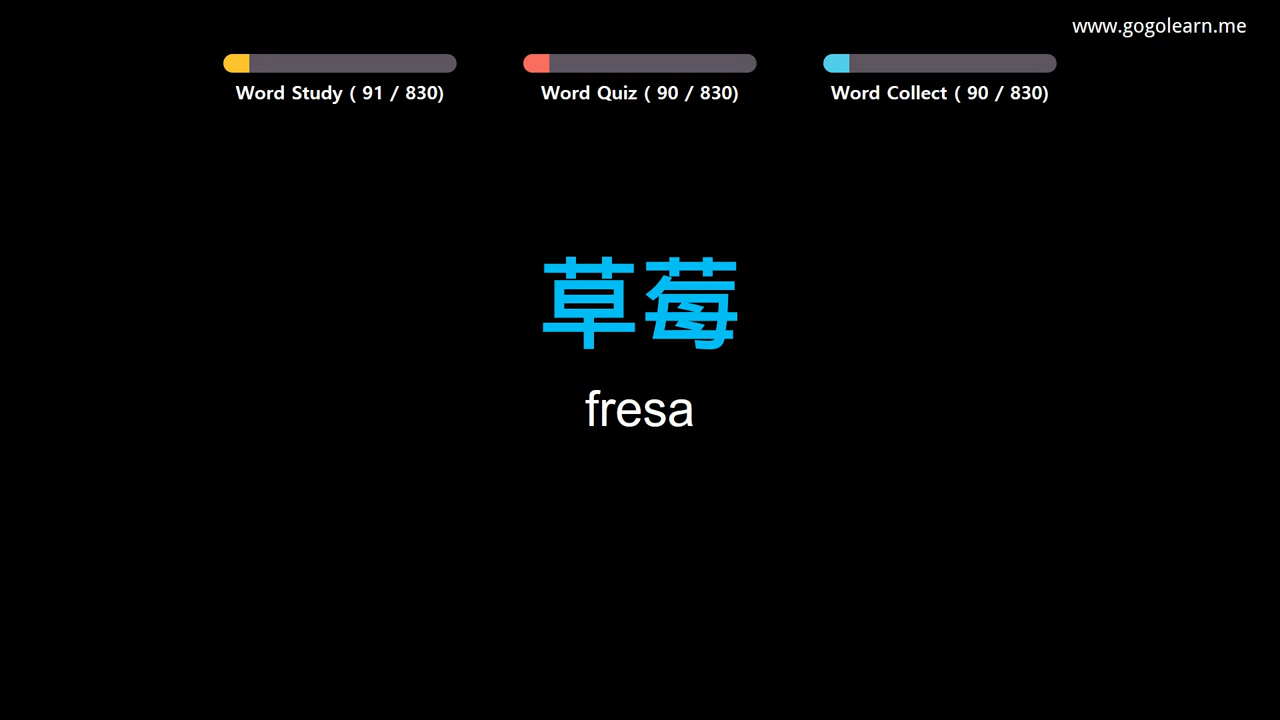 www.gogolearn.me
Word Study ( 91 / 830)
Word Quiz ( 90 / 830)
Word Collect ( 90 / 830)
草莓
fresa